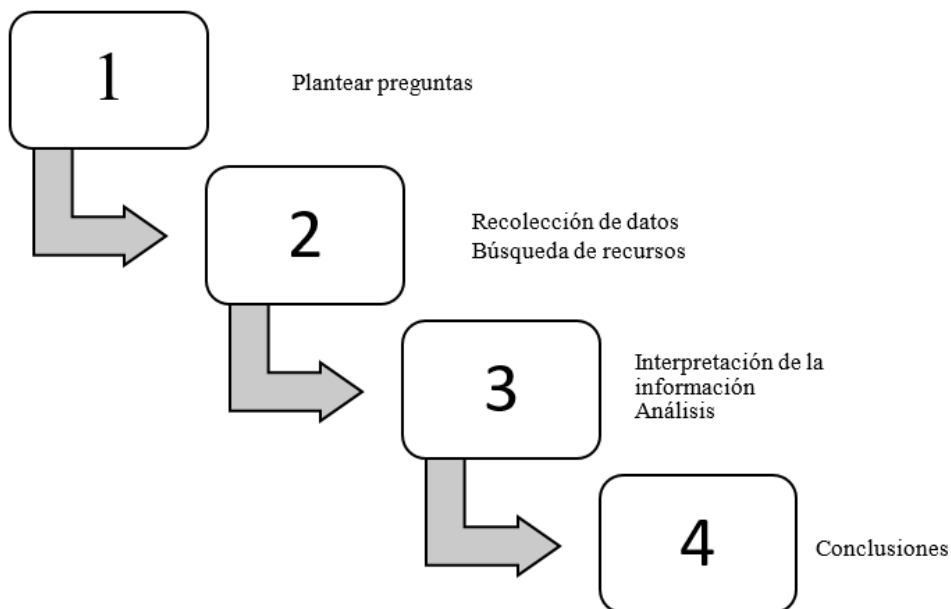 1
Plantear preguntas
2
Recolección de datos
Búsqueda de recursos
3
Interpretación de la
información
Análisis
4
Conclusiones